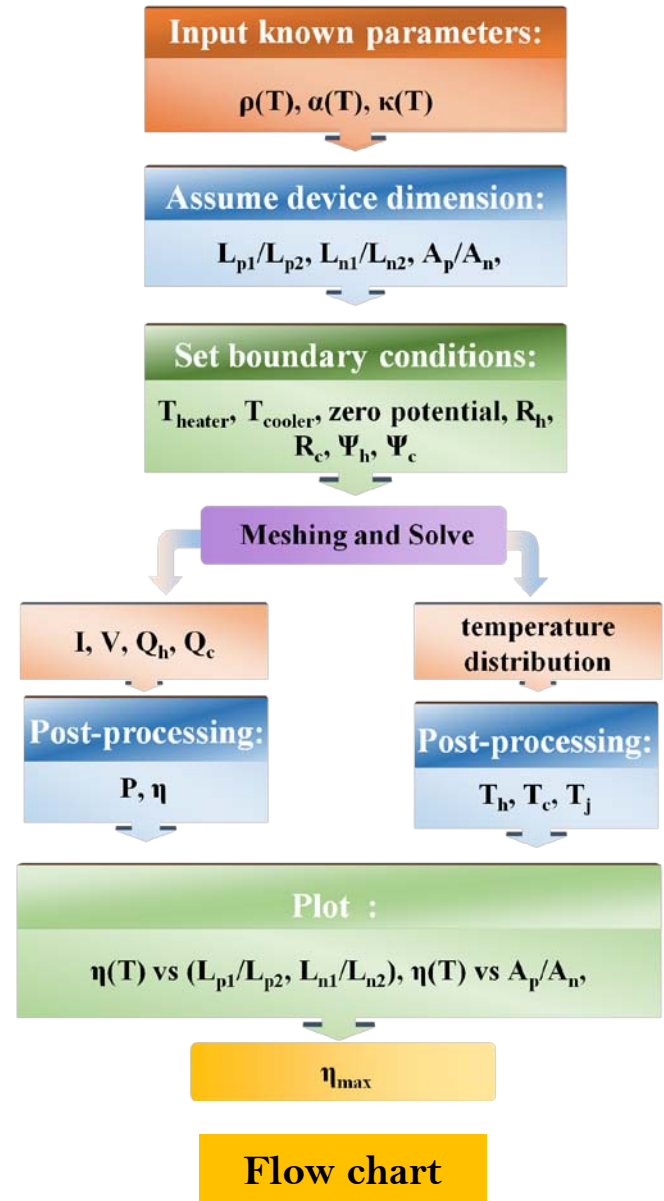 Input known parameters:
ρ(T), α(T), κ(T)
Assume device dimension:
Lp1/Lp2, Ln1/Ln2, Ap/An,
Set boundary conditions:
Theater, Tcooler, zero potential, Rh,
Rc, Ψh, Ψc
Meshing and Solve
I, V, Qh, Qc
Post-processing:
P, η
temperature
distribution
Post-processing:
Th, Tc, Tj
Plot :
η(T) vs (Lp1/Lp2, Ln1/Ln2), η(T) vs Ap/An,
ηmax
Flow chart